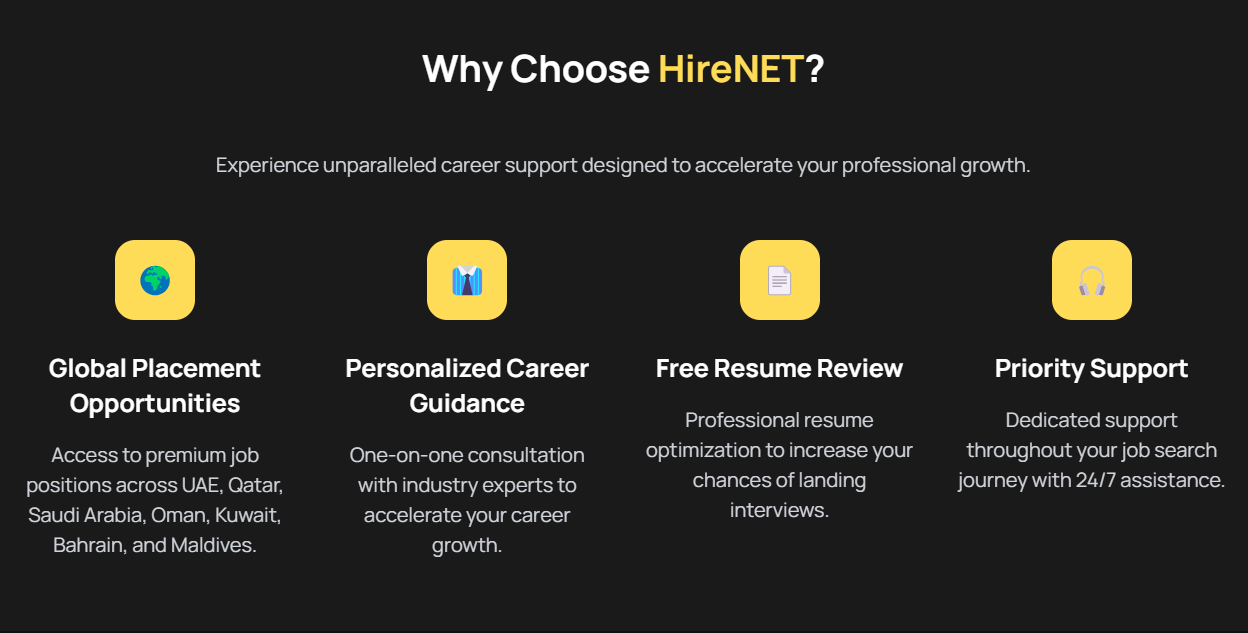 Why Choose HireNET?
Experience unparalleled career support designed to accelerate your professional growth.
Global Placement
Opportunities
Access to premium job
positions across UAE, Qatar,
Saudi Arabia, Oman, Kuwait,
Bahrain, and Maldives.
Personalized Career
Guidance
One-on-one consultation
with industry experts to
accelerate your career
growth.
Free Resume Review
Professional resume
optimization to increase your
chances of landing
interviews.
Priority Support
Dedicated support
throughout your job search
journey with 24/7 assistance.